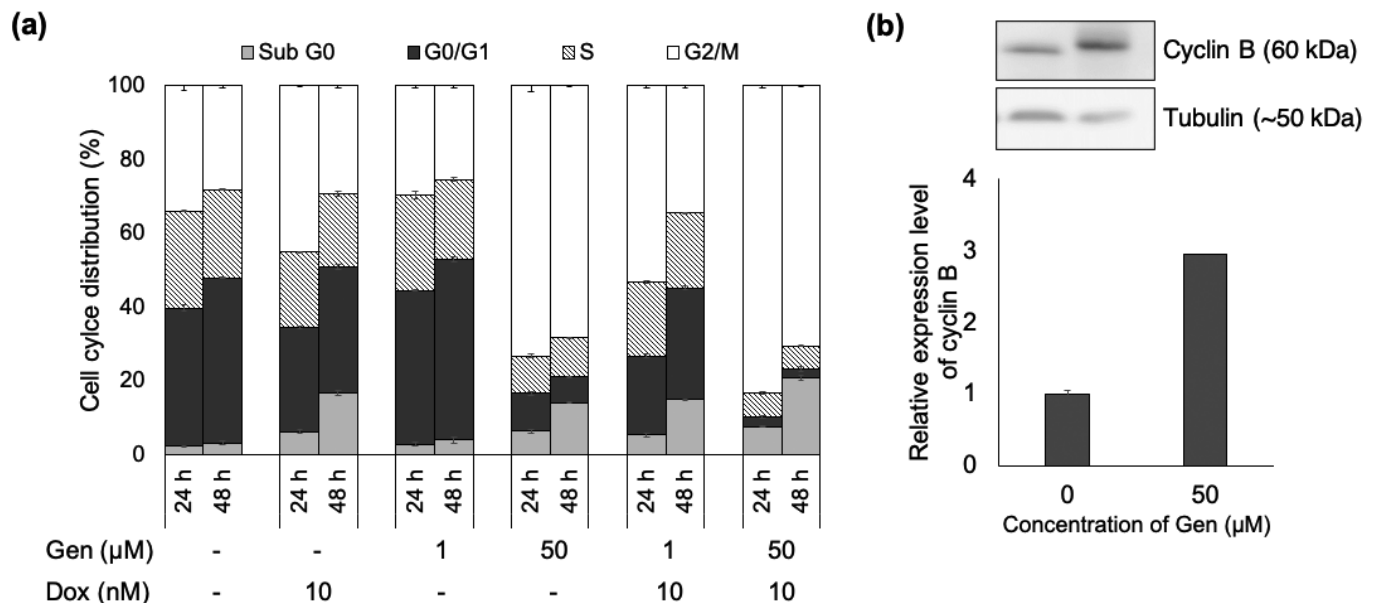 (a)
Sub G0 G0/G1 S G2/M
Cell cylce distribution (%)
100
80
60
40
20
0
24 h 48 h 24 h 48 h 24 h 48 h 24 h 48 h 24 h 48 h 24 h 48 h
Gen (µM) - - 1 50 1 50
Dox (nM) - 10 - - 10 10
(b)
Cyclin B (60 kDa)
Tubulin (~50 kDa)
Relative expression level
of cyclin B
4
3
2
1
0
0 50
Concentration of Gen (µM)